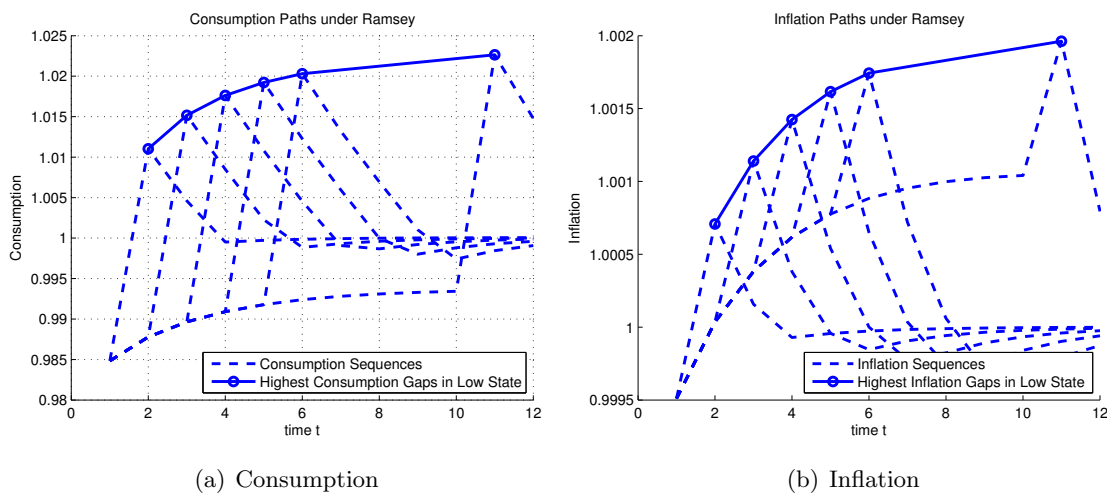 Consumption Paths under Ramsey
1.025
1.02
1.015
1.01
1.005
1
0.995
0.99
0.985
0.98
Consumption
0 2 4 6 8 10 12
time t
Consumption Sequences
Highest Consumption Gaps in Low State
(a) Consumption
Inflation Paths under Ramsey
1.002
1.0015
1.001
1.0005
1
0.9995
Inflation
0 2 4 6 8 10 12
time t
Inflation Sequences
Highest Inflation Gaps in Low State
(b) Inflation